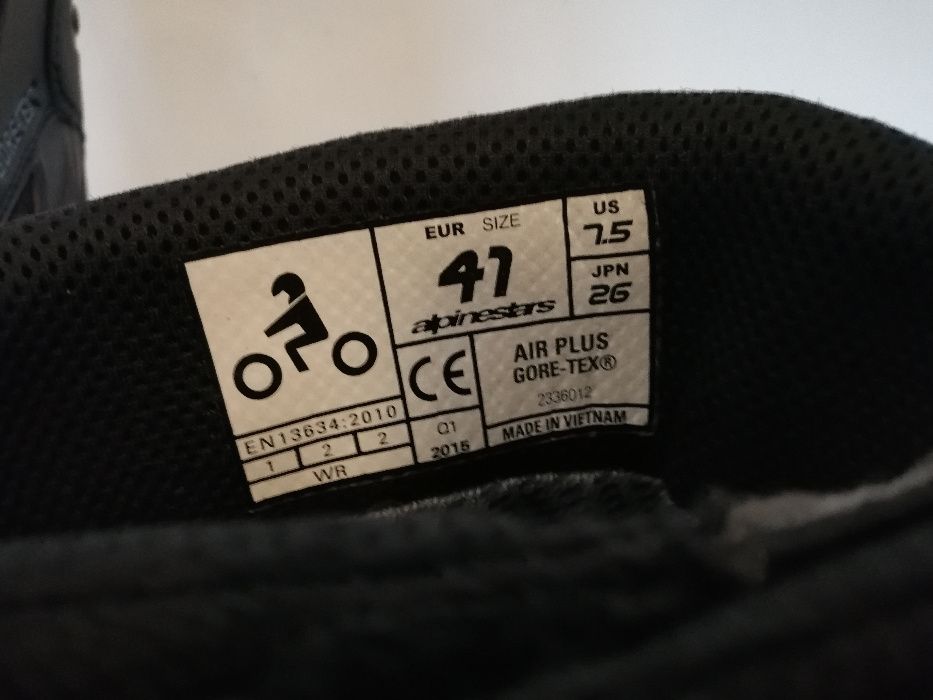 EUR SIZE
41
alpinestars
US
7.5
JPN
26
CE
AIR PLUS
GORE-TEX®
2336012
EN13634:2010
1 2 2
WR
Q1
2015
MADE IN VIETNAM